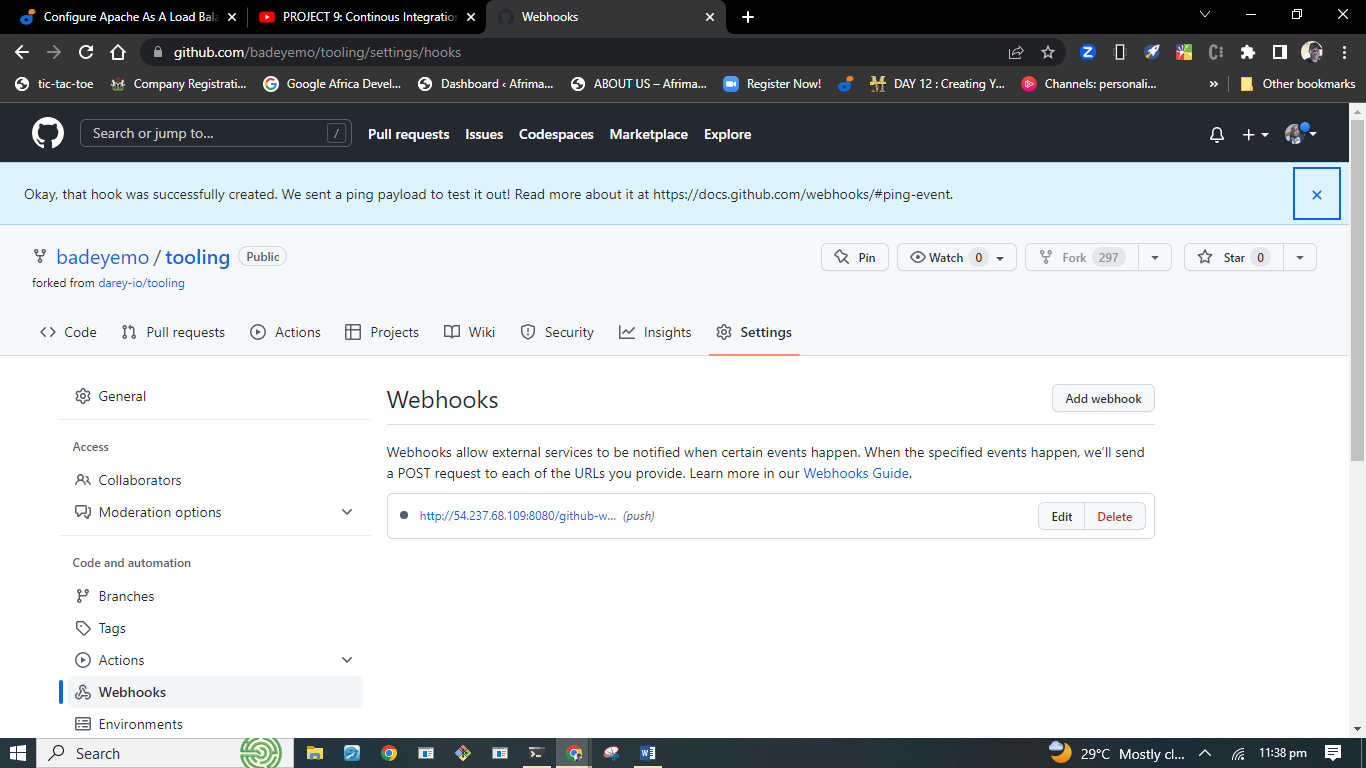 Configure Apache As A Load Bala
PROJECT 9: Continous Integration
Webhooks
github.com/badeyemo/tooling/settings/hooks
tic-tac-toe
Company Registrati...
Google Africa Devel...
Dashboard ‹ Afrima...
ABOUT US – Afrima...
Register Now!
DAY 12 : Creating Y...
Channels: personali...
»
Other bookmarks
Search or jump to...
/
Pull requests
Issues
Codespaces
Marketplace
Explore
Okay, that hook was successfully created. We sent a ping payload to test it out! Read more about it at https://docs.github.com/webhooks/#ping-event.
badeyemo / tooling
Public
Pin
Watch 0
Fork 297
Star 0
forked from darey-io/tooling
Code
Pull requests
Actions
Projects
Wiki
Security
Insights
Settings
General
Access
Collaborators
Moderation options
Code and automation
Branches
Tags
Actions
Webhooks
Environments
Webhooks
Add webhook
Webhooks allow external services to be notified when certain events happen. When the specified events happen, we’ll send
a POST request to each of the URLs you provide. Learn more in our Webhooks Guide.
http://54.237.68.109:8080/github-w... (push)
Edit
Delete
Search
29°C Mostly cl...
11:38 pm